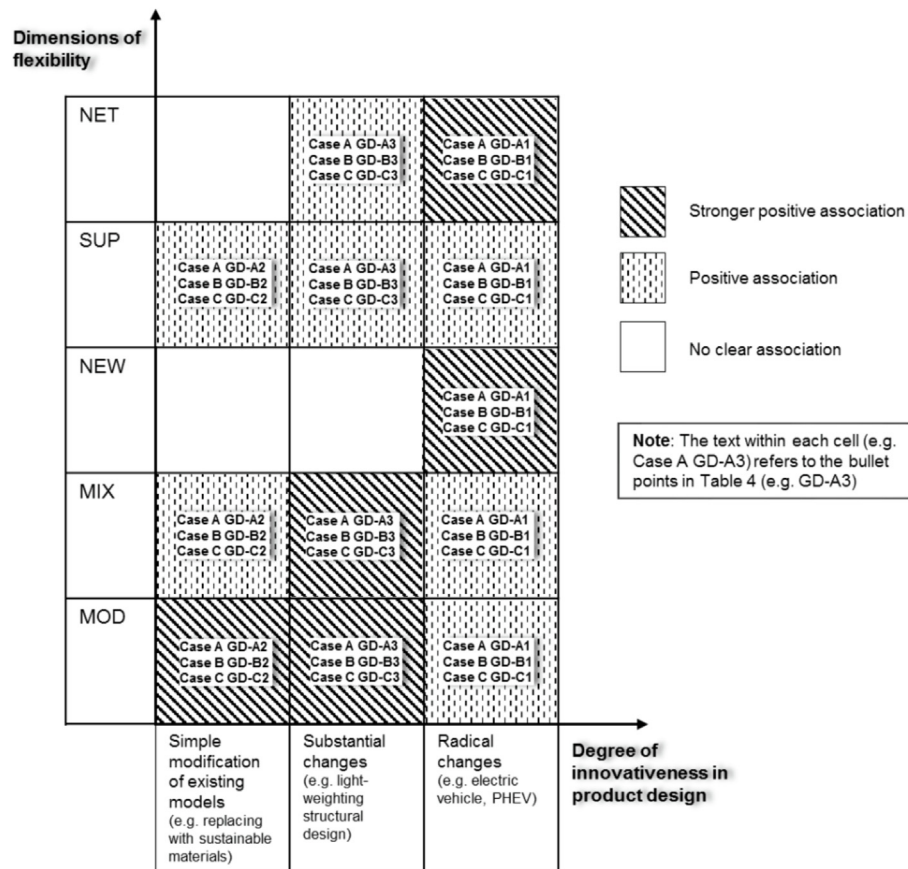 Dimensions of
flexibility
NET
Case A GD-A3
Case B GD-B3
Case C GD-C3
Case A GD-A1
Case B GD-B1
Case C GD-C1
SUP
Case A GD-A2
Case B GD-B2
Case C GD-C2
Case A GD-A3
Case B GD-B3
Case C GD-C3
Case A GD-A1
Case B GD-B1
Case C GD-C1
NEW
Case A GD-A1
Case B GD-B1
Case C GD-C1
MIX
Case A GD-A2
Case B GD-B2
Case C GD-C2
Case A GD-A3
Case B GD-B3
Case C GD-C3
Case A GD-A1
Case B GD-B1
Case C GD-C1
MOD
Case A GD-A2
Case B GD-B2
Case C GD-C2
Case A GD-A3
Case B GD-B3
Case C GD-C3
Case A GD-A1
Case B GD-B1
Case C GD-C1
Simple
modification
of existing
models
(e.g. replacing
with sustainable
materials)
Substantial
changes
(e.g. light-
weighting
structural
design)
Radical
changes
(e.g. electric
vehicle, PHEV)
Degree of
innovativeness in
product design
Stronger positive association
Positive association
No clear association
Note: The text within each cell (e.g.
Case A GD-A3) refers to the bullet
points in Table 4 (e.g. GD-A3)